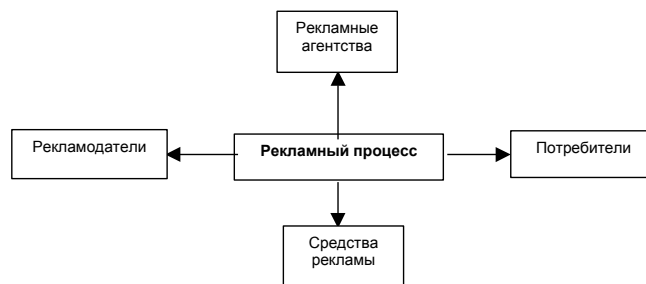 Рекламные
агентства
Рекламодатели
Рекламный процесс
Потребители
Средства
рекламы